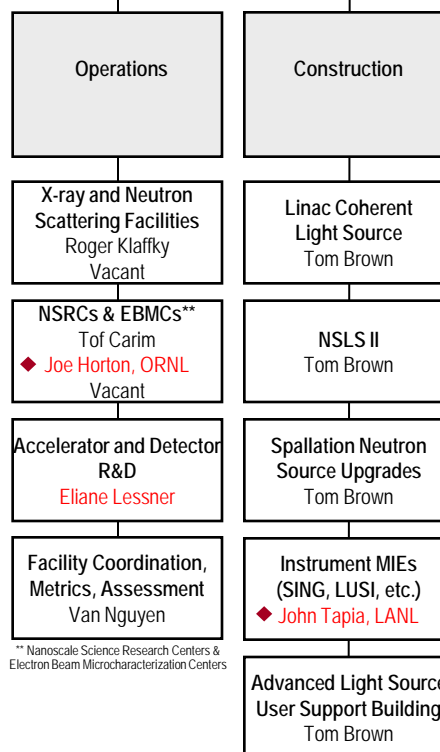 Operations
X-ray and Neutron
Scattering Facilities
Roger Klaffky
Vacant
NSRCs & EBMCs**
Tof Carim
◆ Joe Horton, ORNL
Vacant
Accelerator and Detector
R&D
Eliane Lessner
Facility Coordination,
Metrics, Assessment
Van Nguyen
** Nanoscale Science Research Centers &
Electron Beam Microcharacterization Centers
Construction
Linac Coherent
Light Source
Tom Brown
NSLS II
Tom Brown
Spallation Neutron
Source Upgrades
Tom Brown
Instrument MIEs
(SING, LUSI, etc.)
◆ John Tapia, LANL
Advanced Light Source
User Support Building
Tom Brown